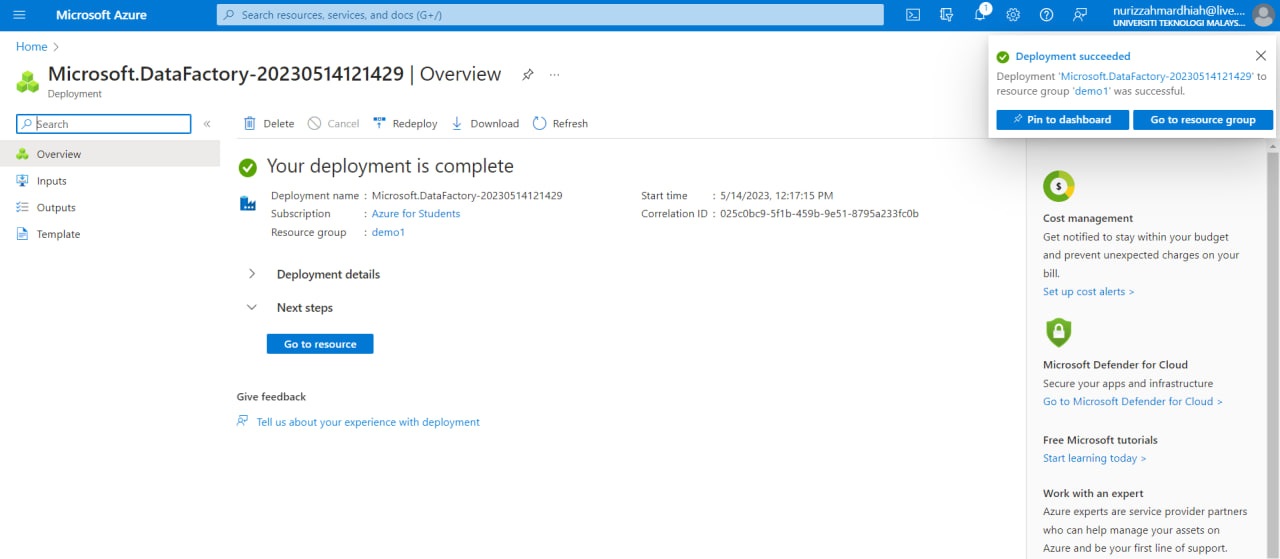 Microsoft Azure
Search resources, services, and docs (G+/)
1
nurizzahmardhiah@live....
UNIVERSITI TEKNOLOGI MALAYS...
Home >
Microsoft.DataFactory-20230514121429 | Overview
...
Deployment
Deployment succeeded
Deployment 'Microsoft.DataFactory-20230514121429' to
resource group 'demo1' was successful.
Pin to dashboard
Go to resource group
Search
«
Overview
Inputs
Outputs
Template
Delete
Cancel
Redeploy
Download
Refresh
Your deployment is complete
Deployment name : Microsoft.DataFactory-20230514121429
Subscription : Azure for Students
Resource group : demo1
Start time : 5/14/2023, 12:17:15 PM
Correlation ID : 025c0bc9-5f1b-459b-9e51-8795a233fc0b
Deployment details
Next steps
Go to resource
Give feedback
Tell us about your experience with deployment
$
Cost management
Get notified to stay within your budget
and prevent unexpected charges on your
bill.
Set up cost alerts >
Microsoft Defender for Cloud
Secure your apps and infrastructure
Go to Microsoft Defender for Cloud >
Free Microsoft tutorials
Start learning today >
Work with an expert
Azure experts are service provider partners
who can help manage your assets on
Azure and be your first line of support.